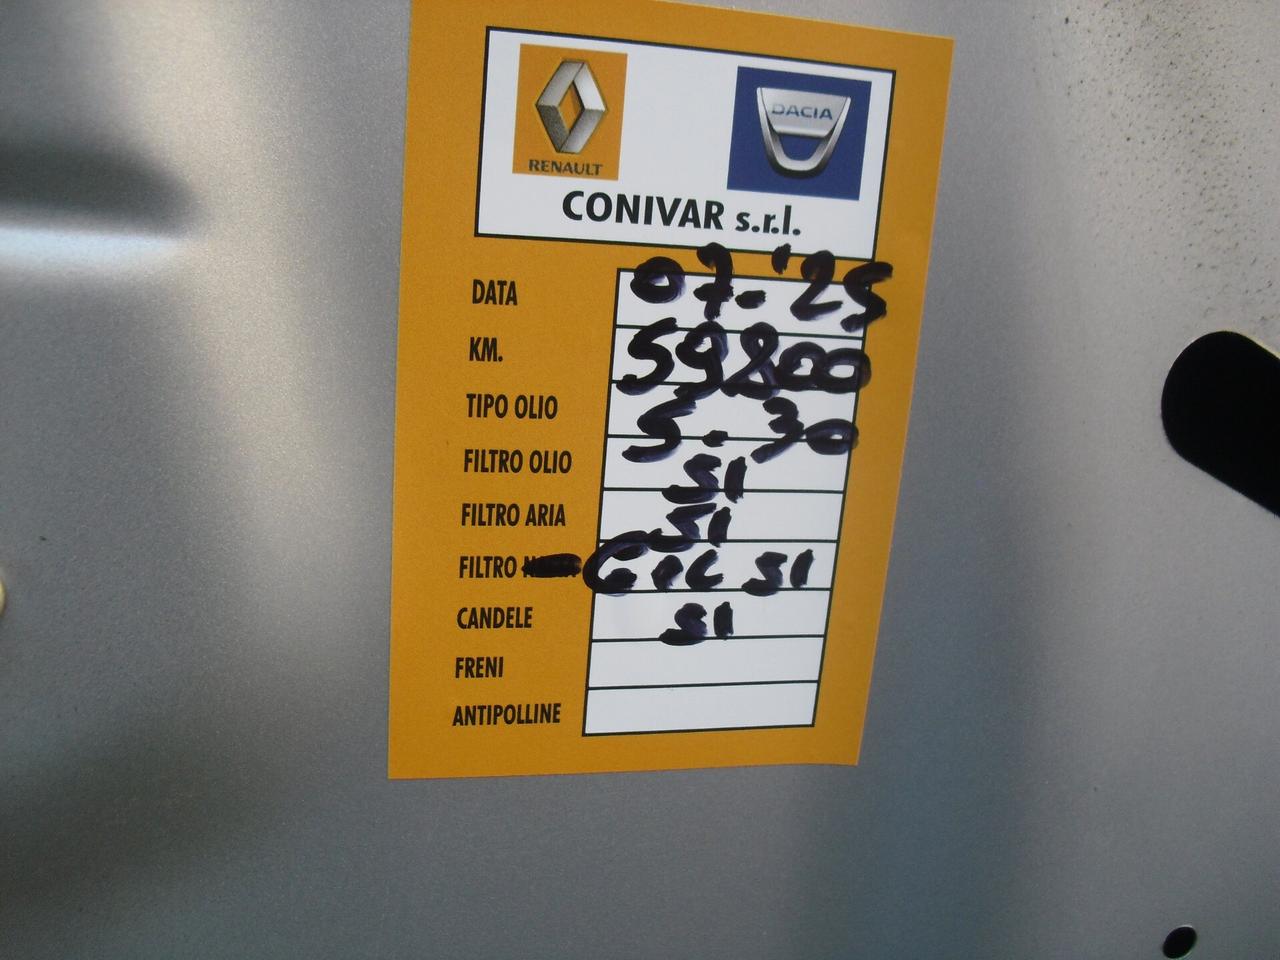 RENAULT
DACIA
CONIVAR s.r.l.
DATA 07.'25
KM. 59800
TIPO OLIO 5.30
FILTRO OLIO SI
FILTRO ARIA SI
FILTRO SI
CANDELE SI
FRENI
ANTIPOLLINE